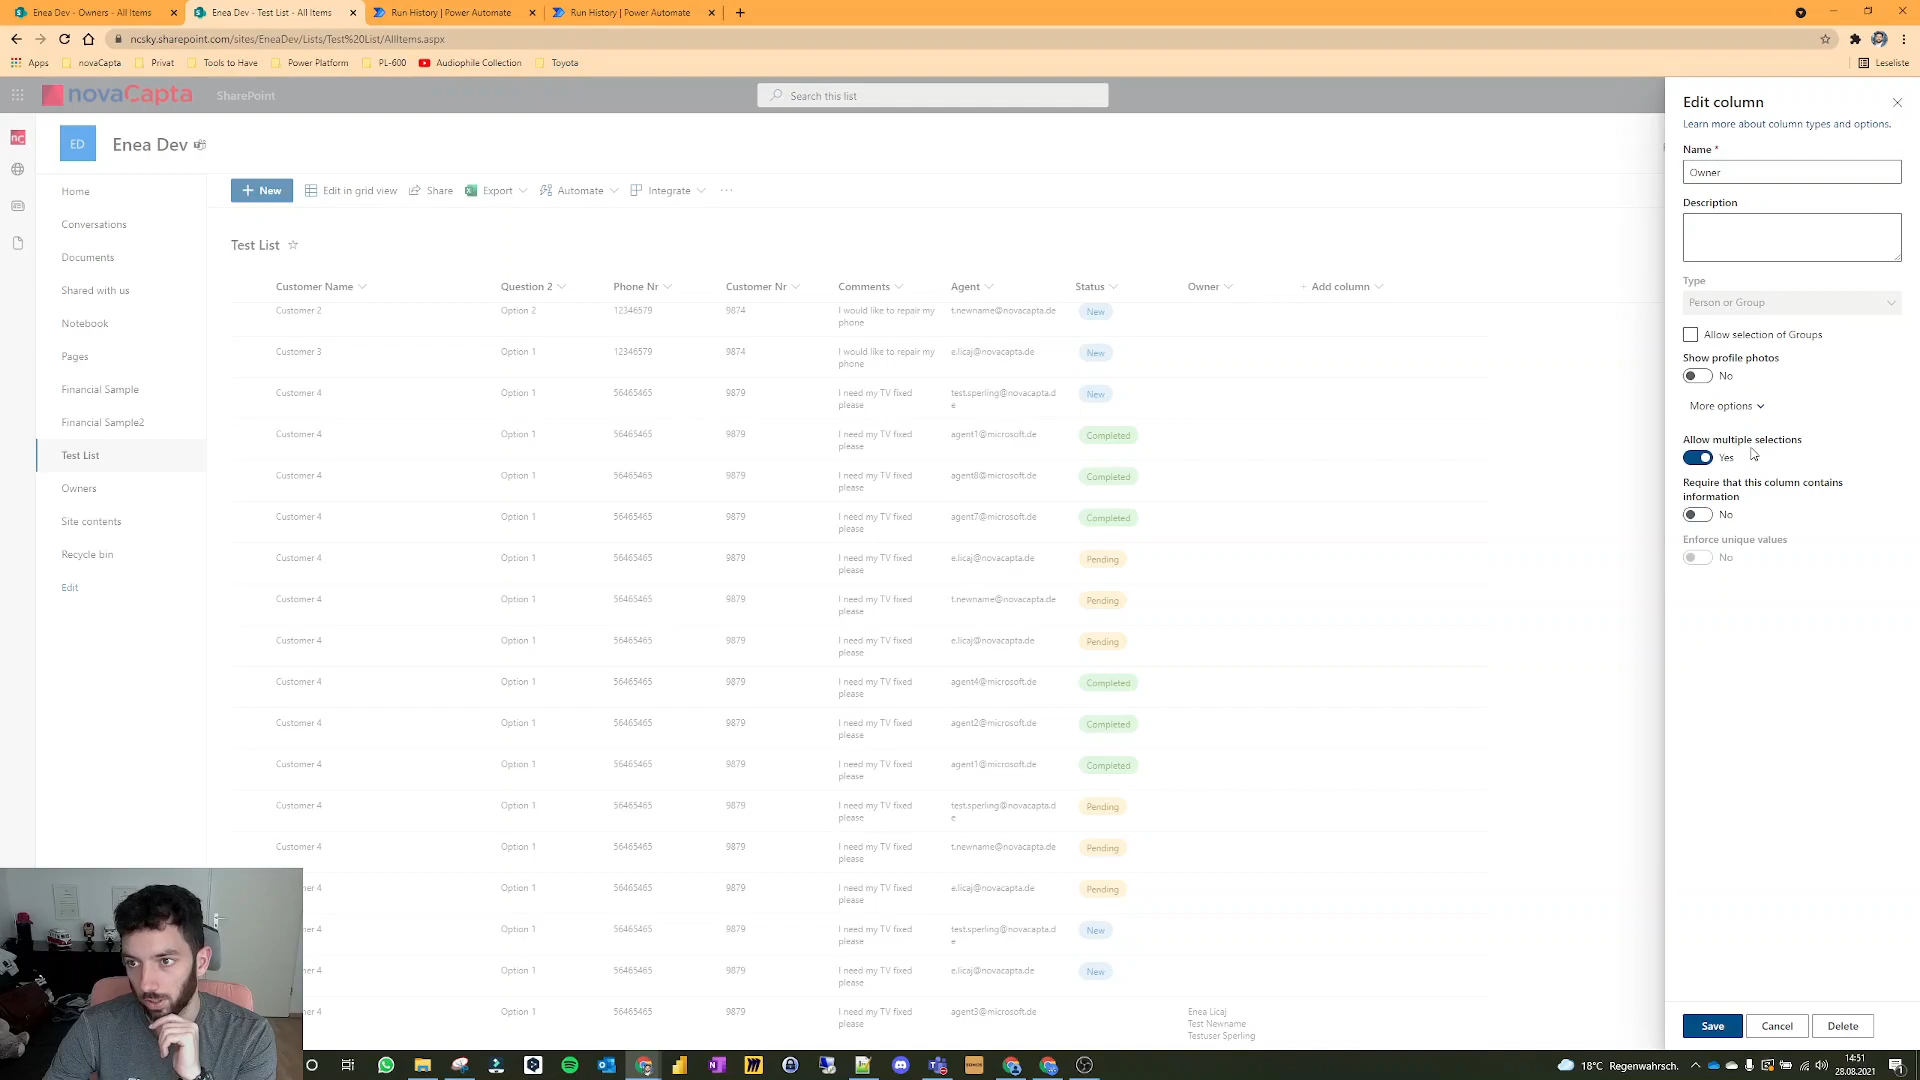 Enea Dev - Owners - All Items
Enea Dev - Test List - All Items
Run History | Power Automate
Run History | Power Automate
ncsky.sharepoint.com/sites/EneaDev/Lists/Test%20List/AllItems.aspx
Apps novaCapta Privat Tools to Have Power Platform PL-600 Audiophile Collection Toyota Leseliste
novaCapta SharePoint Search this list
nc
ED Enea Dev
New Edit in grid view Share Export Automate Integrate
Home
Conversations
Documents
Shared with us
Notebook
Pages
Financial Sample
Financial Sample2
Test List
Owners
Site contents
Recycle bin
Edit
Test List
Customer Name Question 2 Phone Nr Customer Nr Comments Agent Status Owner + Add column
Customer 2 Option 2 12346579 9874 I would like to repair my phone t.newname@novacapta.de New
Customer 3 Option 1 12346579 9874 I would like to repair my phone e.licaj@novacapta.de New
Customer 4 Option 1 56465465 9879 I need my TV fixed please test.sperling@novacapta.de New
Customer 4 Option 1 56465465 9879 I need my TV fixed please agent1@microsoft.de Completed
Customer 4 Option 1 56465465 9879 I need my TV fixed please agent8@microsoft.de Completed
Customer 4 Option 1 56465465 9879 I need my TV fixed please agent7@microsoft.de Completed
Customer 4 Option 1 56465465 9879 I need my TV fixed please e.licaj@novacapta.de Pending
Customer 4 Option 1 56465465 9879 I need my TV fixed please t.newname@novacapta.de Pending
Customer 4 Option 1 56465465 9879 I need my TV fixed please e.licaj@novacapta.de Pending
Customer 4 Option 1 56465465 9879 I need my TV fixed please agent4@microsoft.de Completed
Customer 4 Option 1 56465465 9879 I need my TV fixed please agent2@microsoft.de Completed
Customer 4 Option 1 56465465 9879 I need my TV fixed please agent1@microsoft.de Completed
Customer 4 Option 1 56465465 9879 I need my TV fixed please test.sperling@novacapta.de Pending
Customer 4 Option 1 56465465 9879 I need my TV fixed please t.newname@novacapta.de Pending
er 4 Option 1 56465465 9879 I need my TV fixed please e.licaj@novacapta.de Pending
er 4 Option 1 56465465 9879 I need my TV fixed please test.sperling@novacapta.de New
er 4 Option 1 56465465 9879 I need my TV fixed please e.licaj@novacapta.de New
er 4 Option 1 56465465 9879 I need my TV fixed please agent3@microsoft.de Enea Licaj
Test Newname
Testuser Sperling
Edit column
Learn more about column types and options.
Name *
Owner
Description
Type
Person or Group
Allow selection of Groups
Show profile photos
No
More options
Allow multiple selections
Yes
Require that this column contains
information
No
Enforce unique values
No
Save Cancel Delete
18°C Regenwahrsch.
14:51
28.08.2021